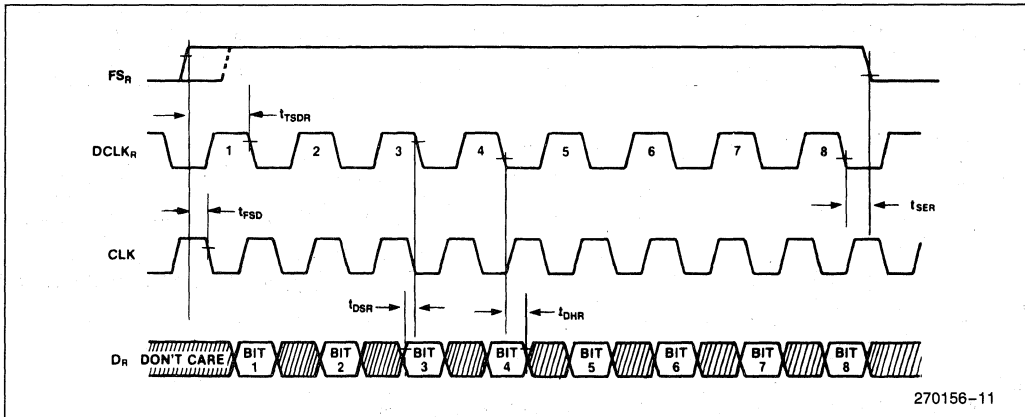 FSR
tTSDR
DCLKR 1 2 3 4 5 6 7 8
tFSD
tSER
CLK
tDSR tDHR
DR DON'T CARE BIT 1 BIT 2 BIT 3 BIT 4 BIT 5 BIT 6 BIT 7 BIT 8
270156-11